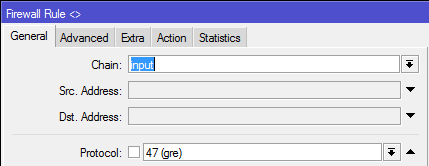 Firewall Rule <>
General Advanced Extra Action Statistics
Chain: input
Src. Address:
Dst. Address:
Protocol: 47 (gre)